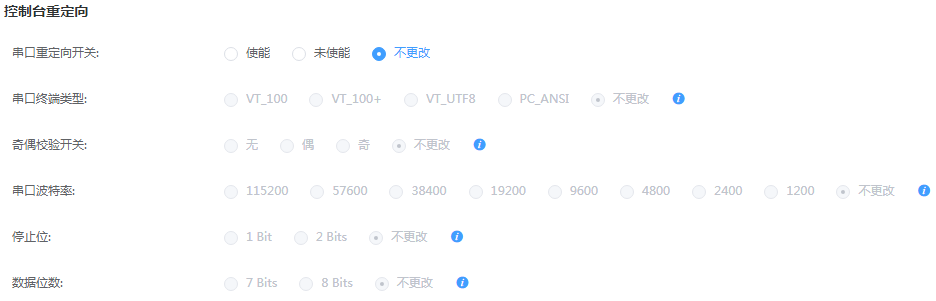 控制台重定向
串口重定向开关: 使能 未使能 不更改
串口终端类型: VT_100 VT_100+ VT_UTF8 PC_ANSI 不更改
奇偶校验开关: 无 偶 奇 不更改
串口波特率: 115200 57600 38400 19200 9600 4800 2400 1200 不更改
停止位: 1 Bit 2 Bits 不更改
数据位数: 7 Bits 8 Bits 不更改